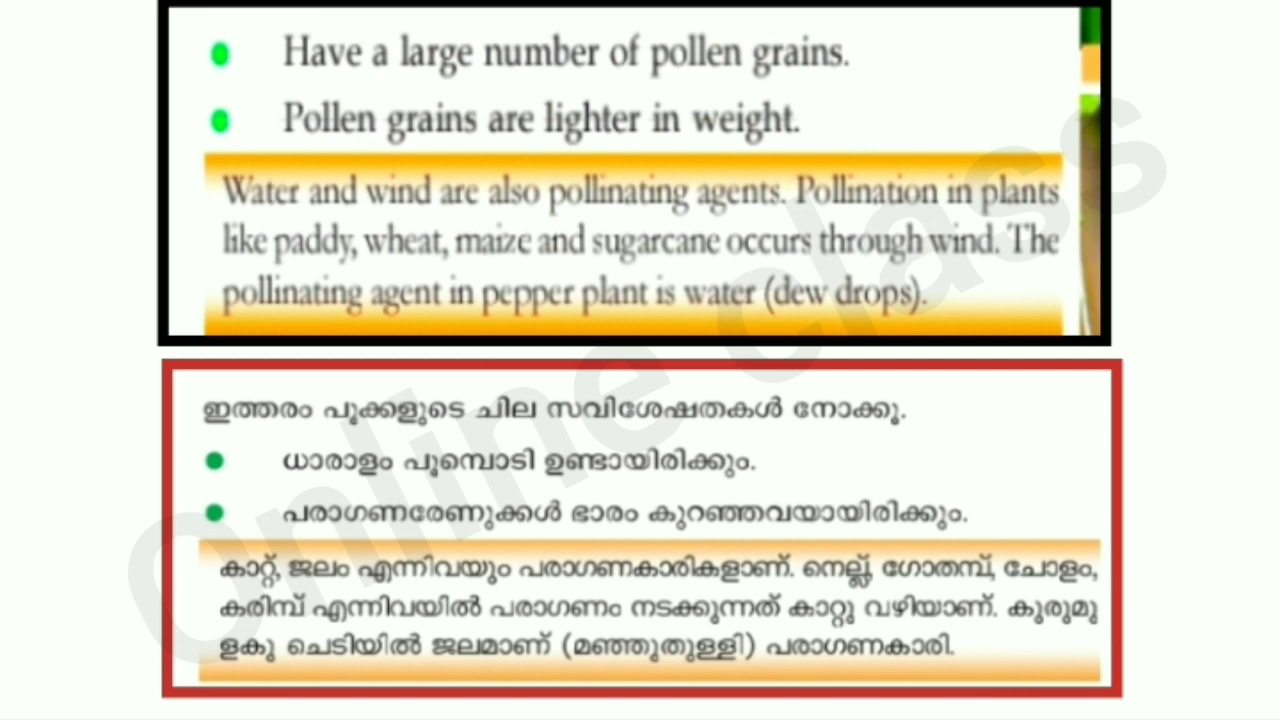 Have a large number of pollen grains.
Pollen grains are lighter in weight.
Water and wind are also pollinating agents. Pollination in plants
like paddy, wheat, maize and sugarcane occurs through wind. The
pollinating agent in pepper plant is water (dew drops).
ഇത്തരം പൂക്കളുടെ ചില സവിശേഷതകൾ നോക്കൂ.
ധാരാളം പൂമ്പൊടി ഉണ്ടായിരിക്കും.
പരാഗണരേണുക്കൾ ഭാരം കുറഞ്ഞവയായിരിക്കും.
കാറ്റ്, ജലം എന്നിവയും പരാഗണകാരികളാണ്. നെല്ല്, ഗോതമ്പ്, ചോളം,
കരിമ്പ് എന്നിവയിൽ പരാഗണം നടക്കുന്നത് കാറ്റു വഴിയാണ്. കുരുമു
ളകു ചെടിയിൽ ജലമാണ് (മഞ്ഞുതുള്ളി) പരാഗണകാരി.
Online class